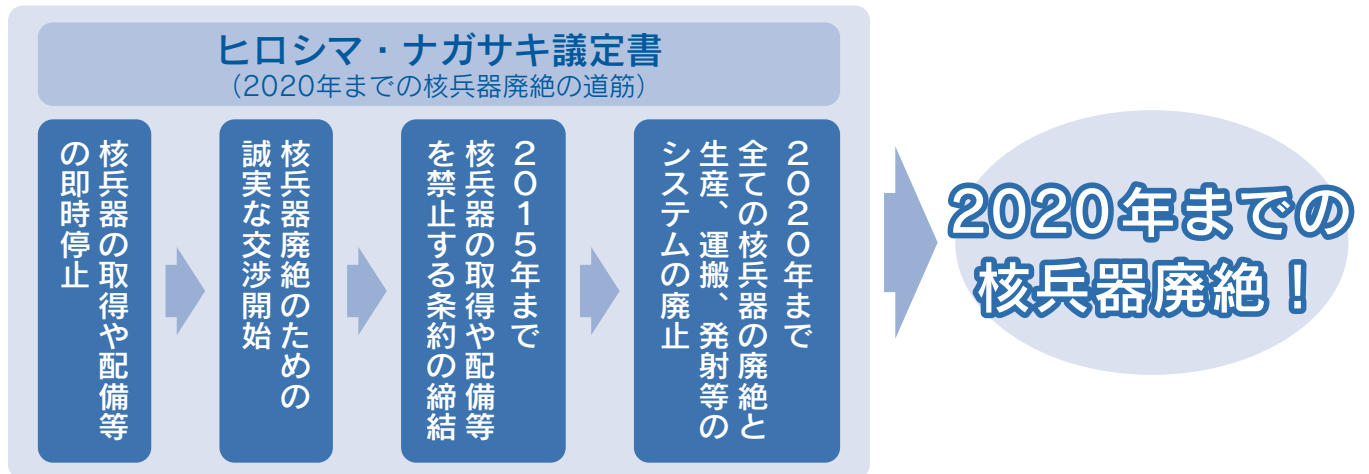 ヒロシマ・ナガサキ議定書
（2020年までの核兵器廃絶の道筋）
核兵器の取得や配備等
の即時停止
核兵器廃絶のための
誠実な交渉開始
２０１５年まで
核兵器の取得や配備等
を禁止する条約の締結
２０２０年まで
全ての核兵器の廃絶と
生産、運搬、発射等の
システムの廃止
2020年までの
核兵器廃絶！